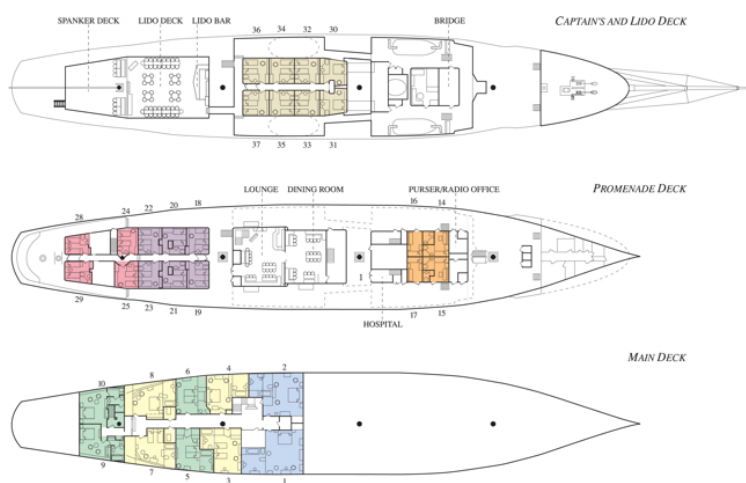 SPANKER DECK LIDO DECK LIDO BAR BRIDGE CAPTAIN'S AND LIDO DECK
36 34 32 30
37 35 33 31
PROMENADE DECK
LOUNGE DINING ROOM PURSER/RADIO OFFICE
28 24 22 20 18 16 14
1
29 25 23 21 19 17 15
HOSPITAL
MAIN DECK
10 8 6 4 2
9 7 5 3 1